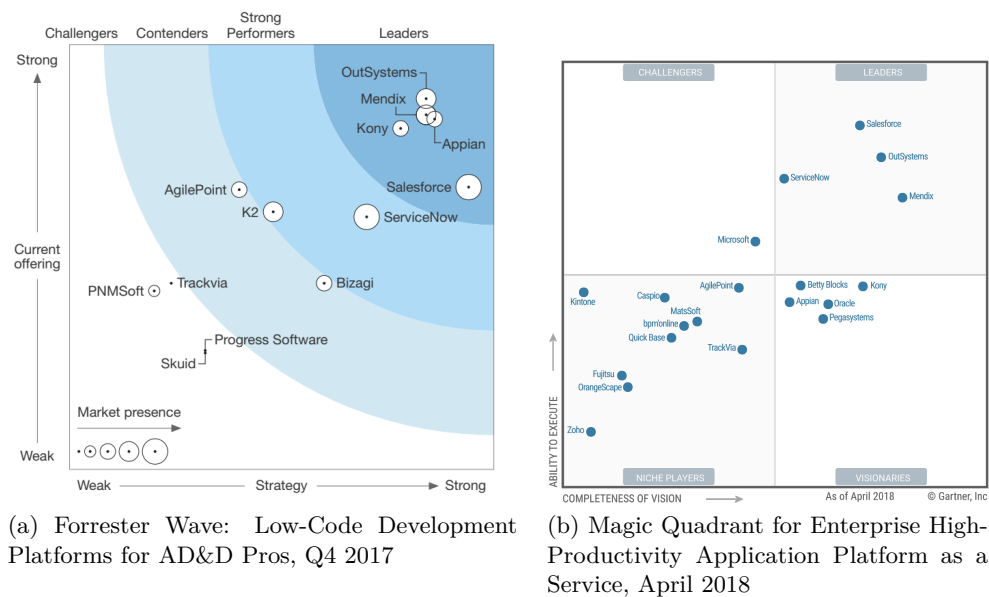 Challengers
Contenders
Strong
Performers
Leaders
Strong
OutSystems
Mendix
Kony
Appian
AgilePoint
Salesforce
K2
ServiceNow
Current
offering
PNMSoft
Trackvia
Bizagi
Progress Software
Skuid
Market presence
Weak
Weak
Strategy
Strong
(a) Forrester Wave: Low-Code Development
Platforms for AD&D Pros, Q4 2017
CHALLENGERS
LEADERS
Salesforce
OutSystems
ServiceNow
Mendix
Microsoft
AgilePoint
Kintone
Caspio
MatsSoft
bpm'online
Quick Base
TrackVia
Fujitsu
OrangeScape
Zoho
Betty Blocks
Kony
Appian
Oracle
Pegasystems
ABILITY TO EXECUTE
NICHE PLAYERS
VISIONARIES
COMPLETENESS OF VISION
As of April 2018
© Gartner, Inc
(b) Magic Quadrant for Enterprise High-
Productivity Application Platform as a
Service, April 2018